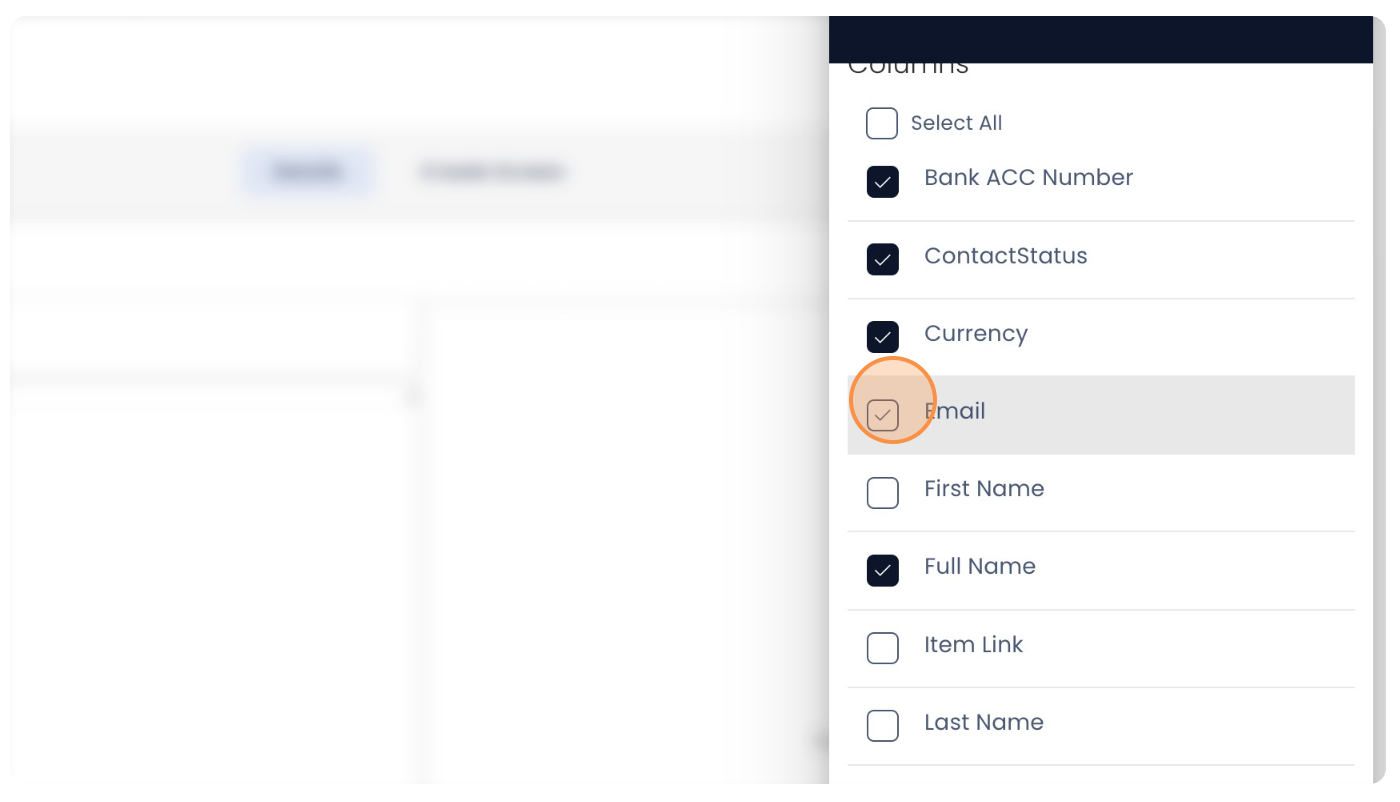 Columns
Select All
Bank ACC Number
ContactStatus
Currency
Email
First Name
Full Name
Item Link
Last Name